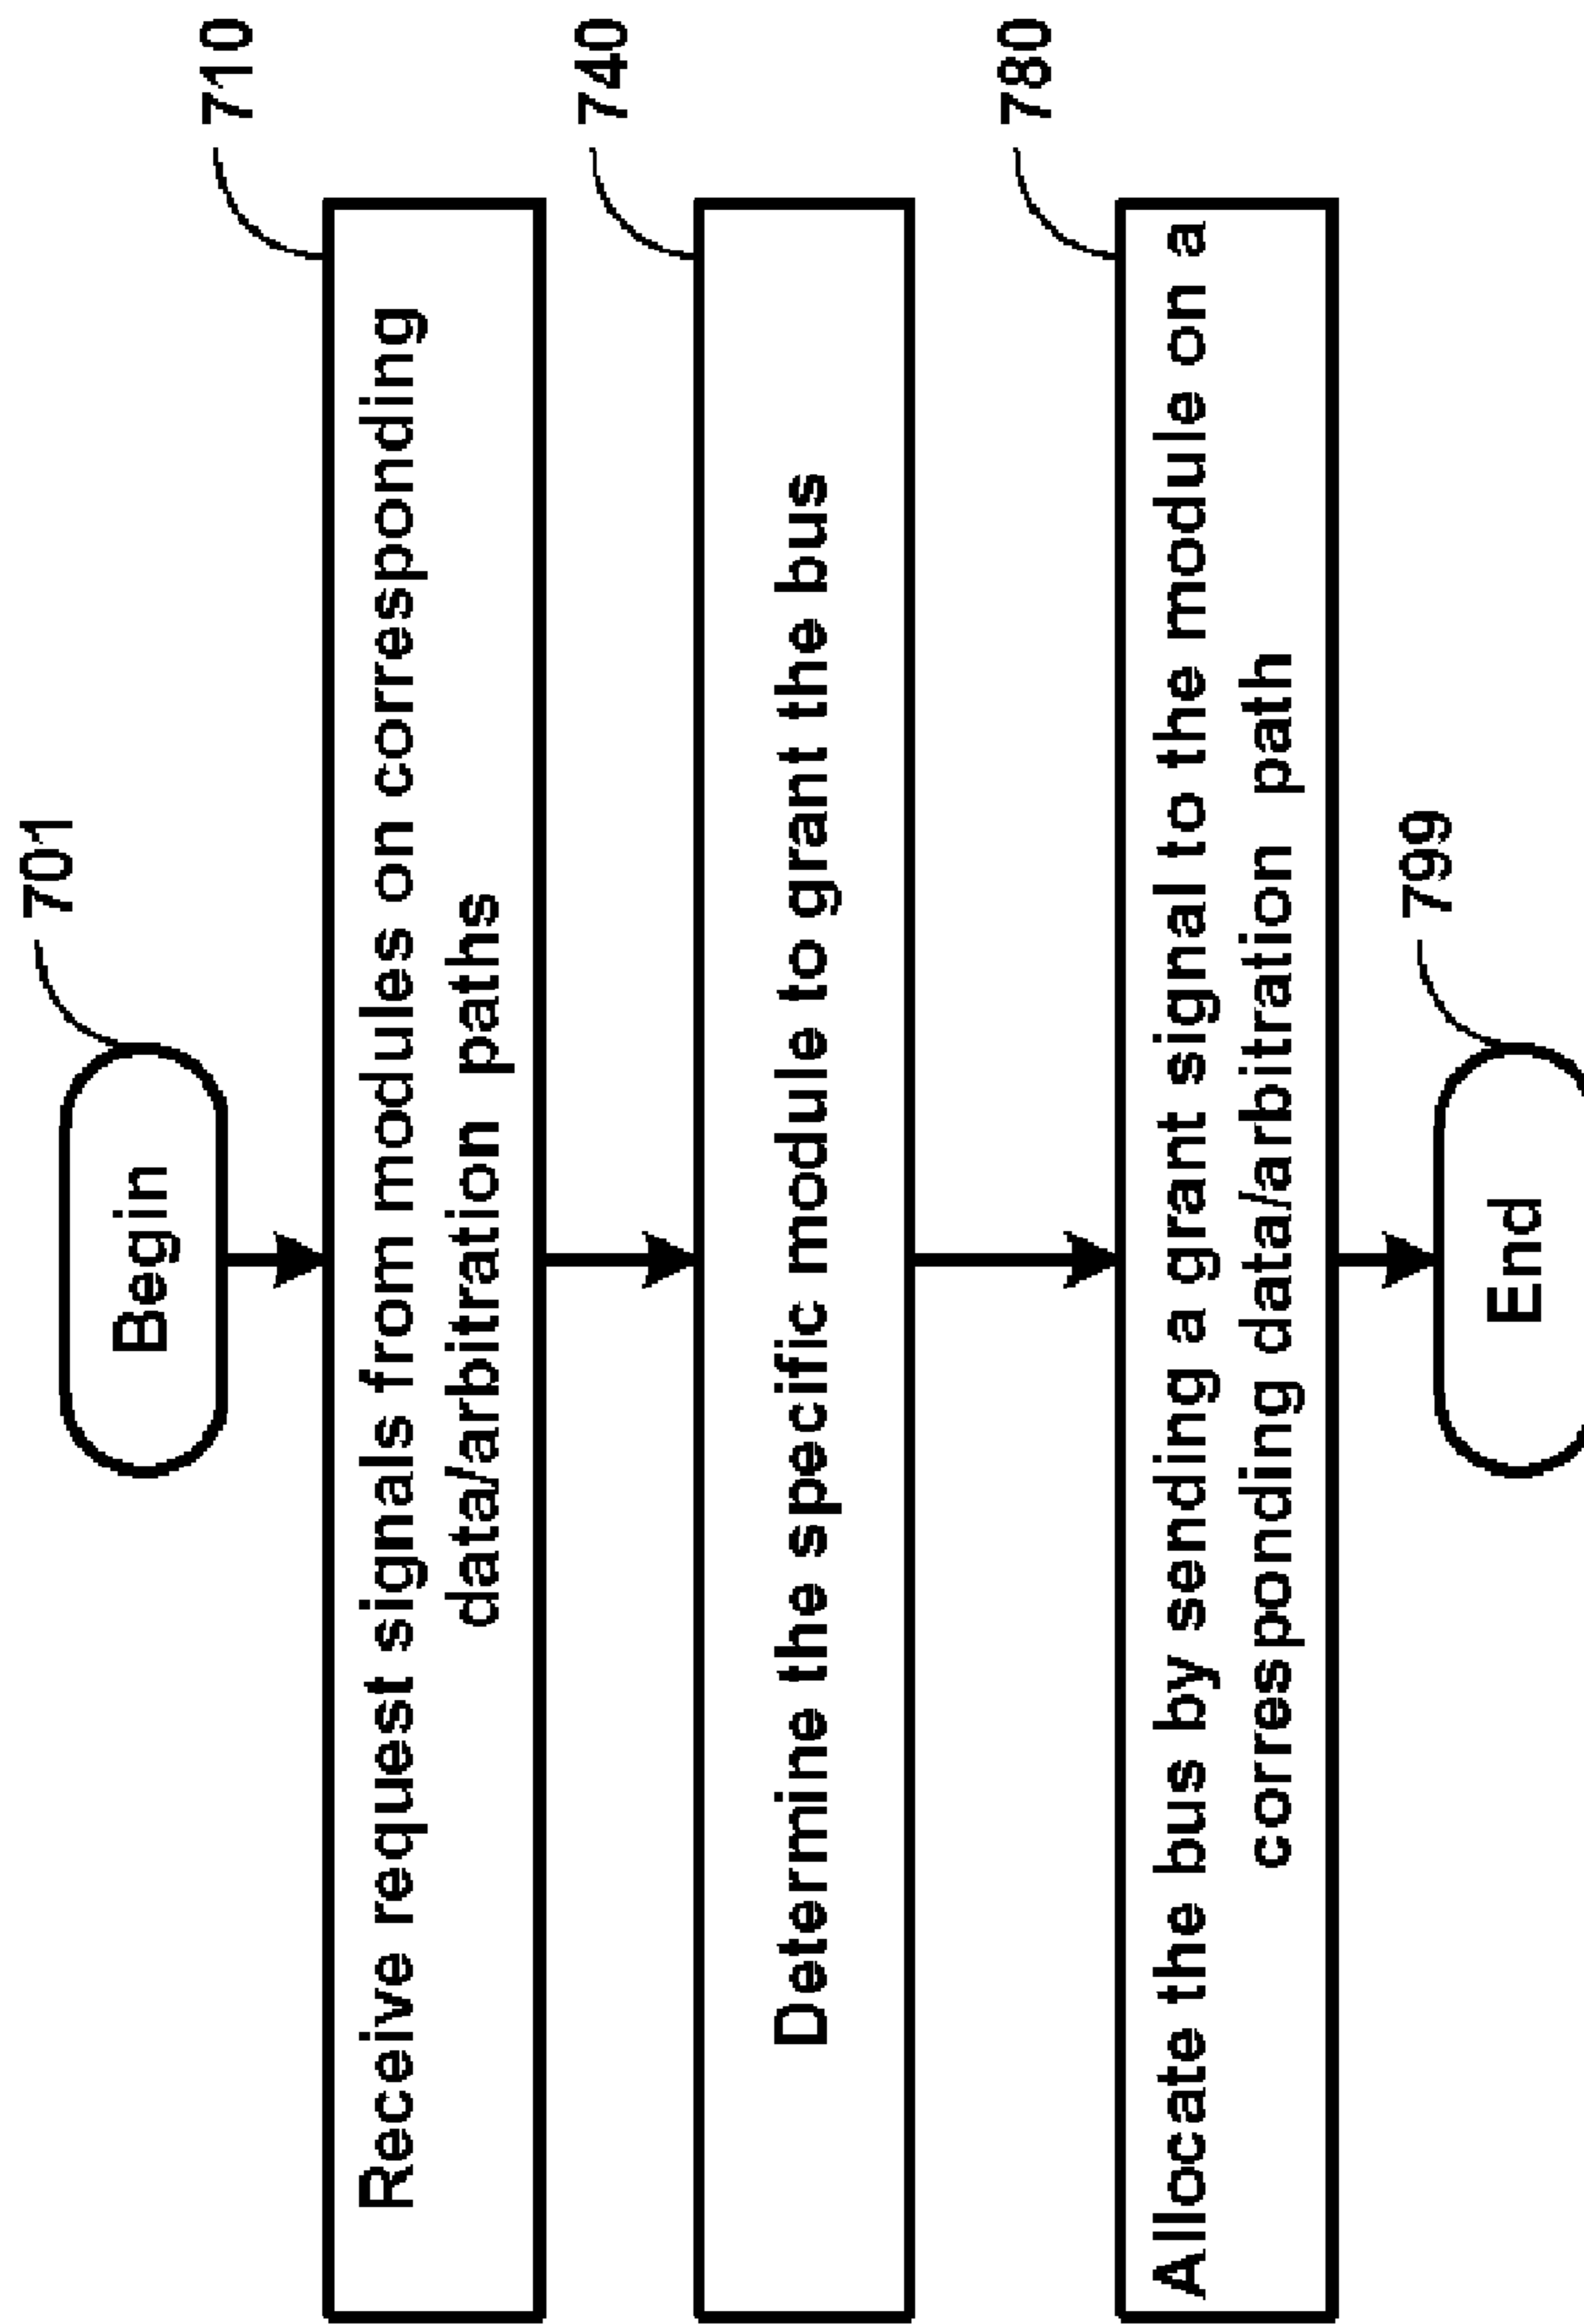 701
Begin
710
Receive request signals from modules on corresponding
data/arbitration paths
740
Determine the specific module to grant the bus
780
Allocate the bus by sending a grant signal to the module on a
corresponding data/arbitration path
799
End